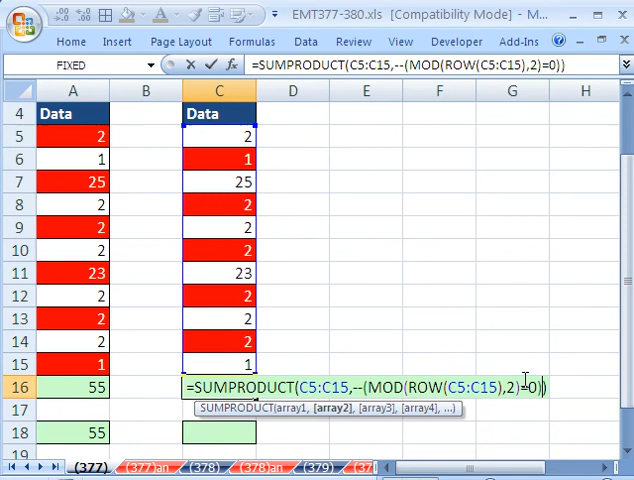 EMT377-380.xls [Compatibility Mode] - M...
Home Insert Page Layout Formulas Data Review View Developer Add-Ins
FIXED fx =SUMPRODUCT(C5:C15,--(MOD(ROW(C5:C15),2)=0))
A B C D E F G H
4 Data Data
5 2 2
6 1 1
7 25 25
8 2 2
9 2 2
10 2 2
11 23 23
12 2 2
13 2 2
14 2 2
15 1 1
16 55 =SUMPRODUCT(C5:C15,--(MOD(ROW(C5:C15),2)=0))
17 SUMPRODUCT(array1, [array2], [array3], [array4], ...)
18 55
19
(377) (377)an (378) (378)an (379) (37